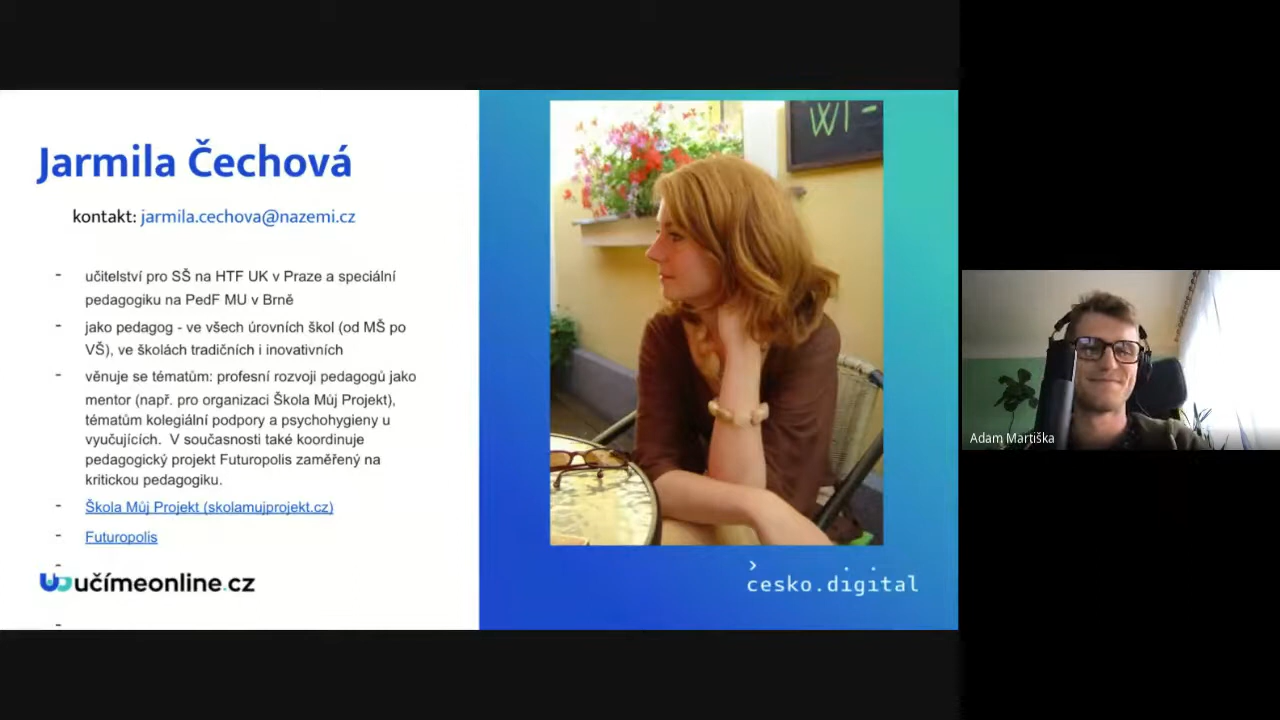 Jarmila Čechová
kontakt: jarmila.cechova@nazemi.cz
- učitelství pro SŠ na HTF UK v Praze a speciální
pedagogiku na PedF MU v Brně
- jako pedagog - ve všech úrovních škol (od MŠ po
VŠ), ve školách tradičních i inovativních
- věnuje se tématům: profesní rozvoji pedagogů jako
mentor (např. pro organizaci Škola Můj Projekt),
tématům kolegiální podpory a psychohygieny u
vyučujících.  V současnosti také koordinuje
pedagogický projekt Futuropolis zaměřený na
kritickou pedagogiku.
- Škola Můj Projekt (skolamujprojekt.cz)
- Futuropolis
-
učímeonline.cz
-
WI-
česko.digital
Adam Martiška